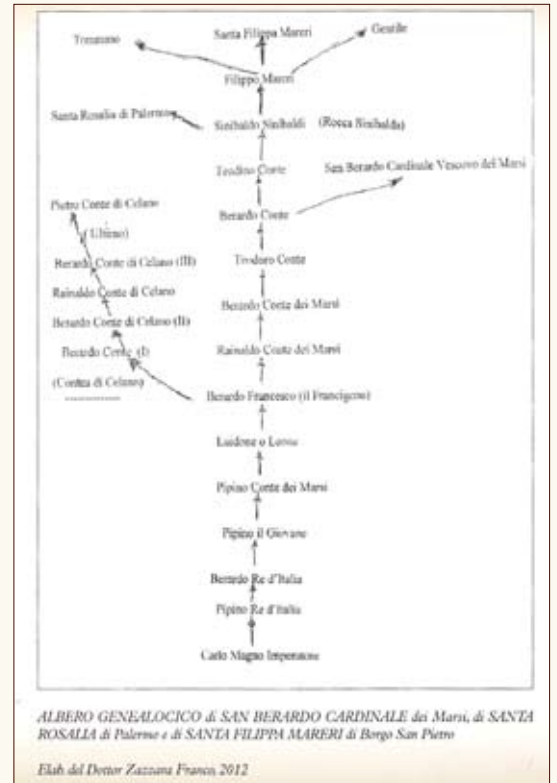 Santa Filippa Mareri
Gentile
Tommaso
Filippo Mareri
Santa Rosalia di Palermo
Sinibaldo Sinibaldi (Rocca Sinibalda)
Teodino Conte
San Berardo Cardinale Vescovo dei Marsi
Pietro Conte di Celano
Berardo Conte
(Ultimo)
Berardo Conte di Celano (III)
Teodoro Conte
Rainaldo Conte di Celano
Berardo Conte dei Marsi
Berardo Conte di Celano (II)
Berardo Conte (I)
Rainaldo Conte dei Marsi
(Contea di Celano)
Berardo Francesco (il Francigeno)
o Leone
Pipino Conte dei Marsi
Pipino il Giovane
Berardo Re d'Italia
Pipino Re d'Italia
Carlo Magno Imperatore
ALBERO GENEALOCICO di SAN BERARDO CARDINALE dei Marsi, di SANTA
ROSALIA di Palermo e di SANTA FILIPPA MARERI di Borgo San Pietro
Elab. del Dottor Zazzara Franco, 2012